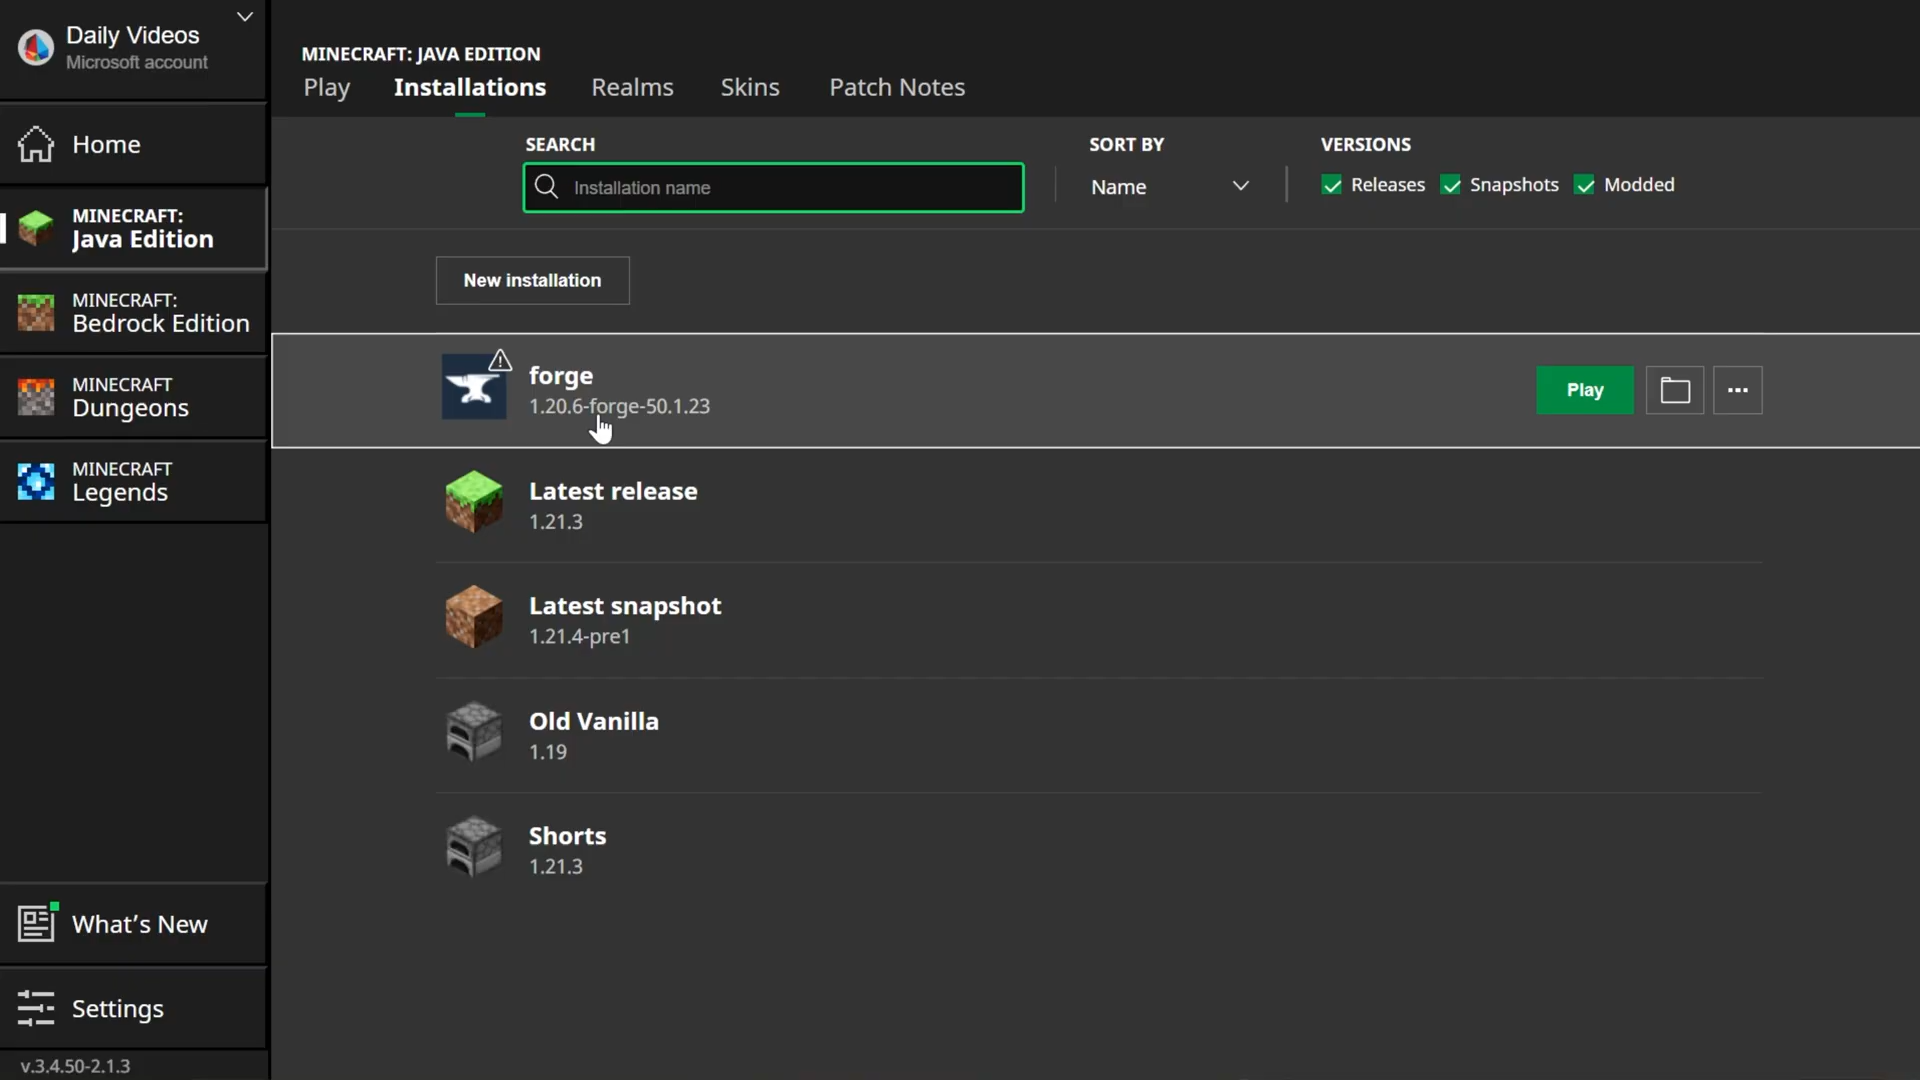 Daily Videos
Microsoft account
Home
MINECRAFT:
Java Edition
MINECRAFT:
Bedrock Edition
MINECRAFT
Dungeons
MINECRAFT
Legends
What’s New
Settings
v.3.4.50-2.1.3
MINECRAFT: JAVA EDITION
Play Installations Realms Skins Patch Notes
SEARCH
Installation name
SORT BY
Name
VERSIONS
Releases Snapshots Modded
New installation
forge
1.20.6-forge-50.1.23
Play
Latest release
1.21.3
Latest snapshot
1.21.4-pre1
Old Vanilla
1.19
Shorts
1.21.3